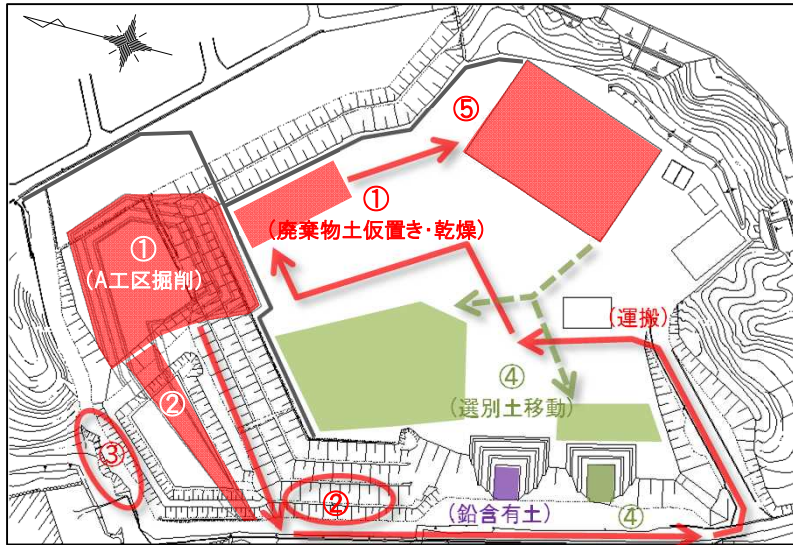 ⑤
①
(廃棄物土仮置き・乾燥)
①
(A工区掘削)
(運搬)
④
(選別土移動)
②
③
②
(鉛含有土)
④